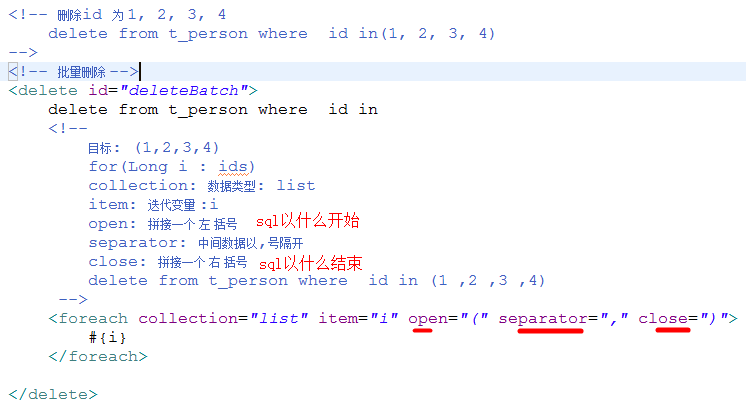 <!-- 删除id 为 1, 2, 3, 4
delete from t_person where  id in(1, 2, 3, 4)
-->
<!-- 批量删除 -->
<delete id="deleteBatch">
delete from t_person where  id in
<!--
目标: (1,2,3,4)
for(Long i : ids)
collection: 数据类型: list
item: 迭代变量 :i
open: 拼接一个 左 括号 sql以什么开始
separator: 中间数据以 , 号隔开
close: 拼接一个 右 括号 sql以什么结束
delete from t_person where  id in (1 ,2 ,3 ,4)
-->
<foreach collection="list" item="i" open="(" separator="," close=")">
#{i}
</foreach>
</delete>